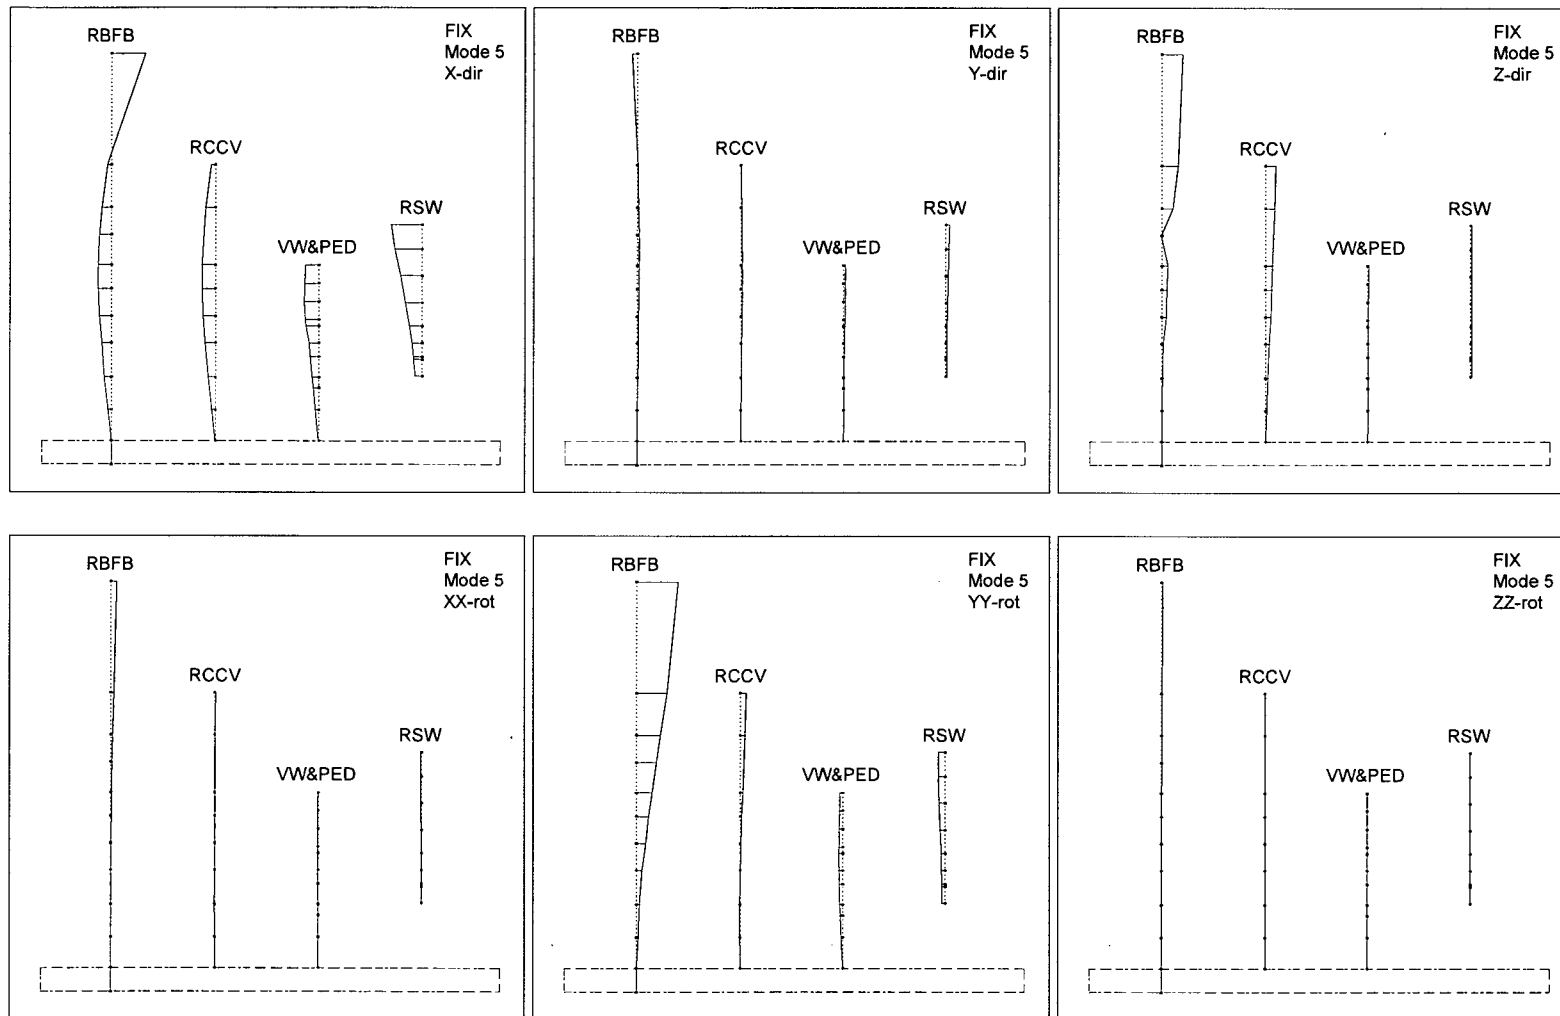 RBFB
FIX
Mode 5
X-dir
RCCV
RSW
VW&PED
RBFB
FIX
Mode 5
Y-dir
RCCV
RSW
VW&PED
RBFB
FIX
Mode 5
Z-dir
RCCV
RSW
VW&PED
RBFB
FIX
Mode 5
XX-rot
RCCV
RSW
VW&PED
RBFB
FIX
Mode 5
YY-rot
RCCV
RSW
VW&PED
RBFB
FIX
Mode 5
ZZ-rot
RCCV
RSW
VW&PED